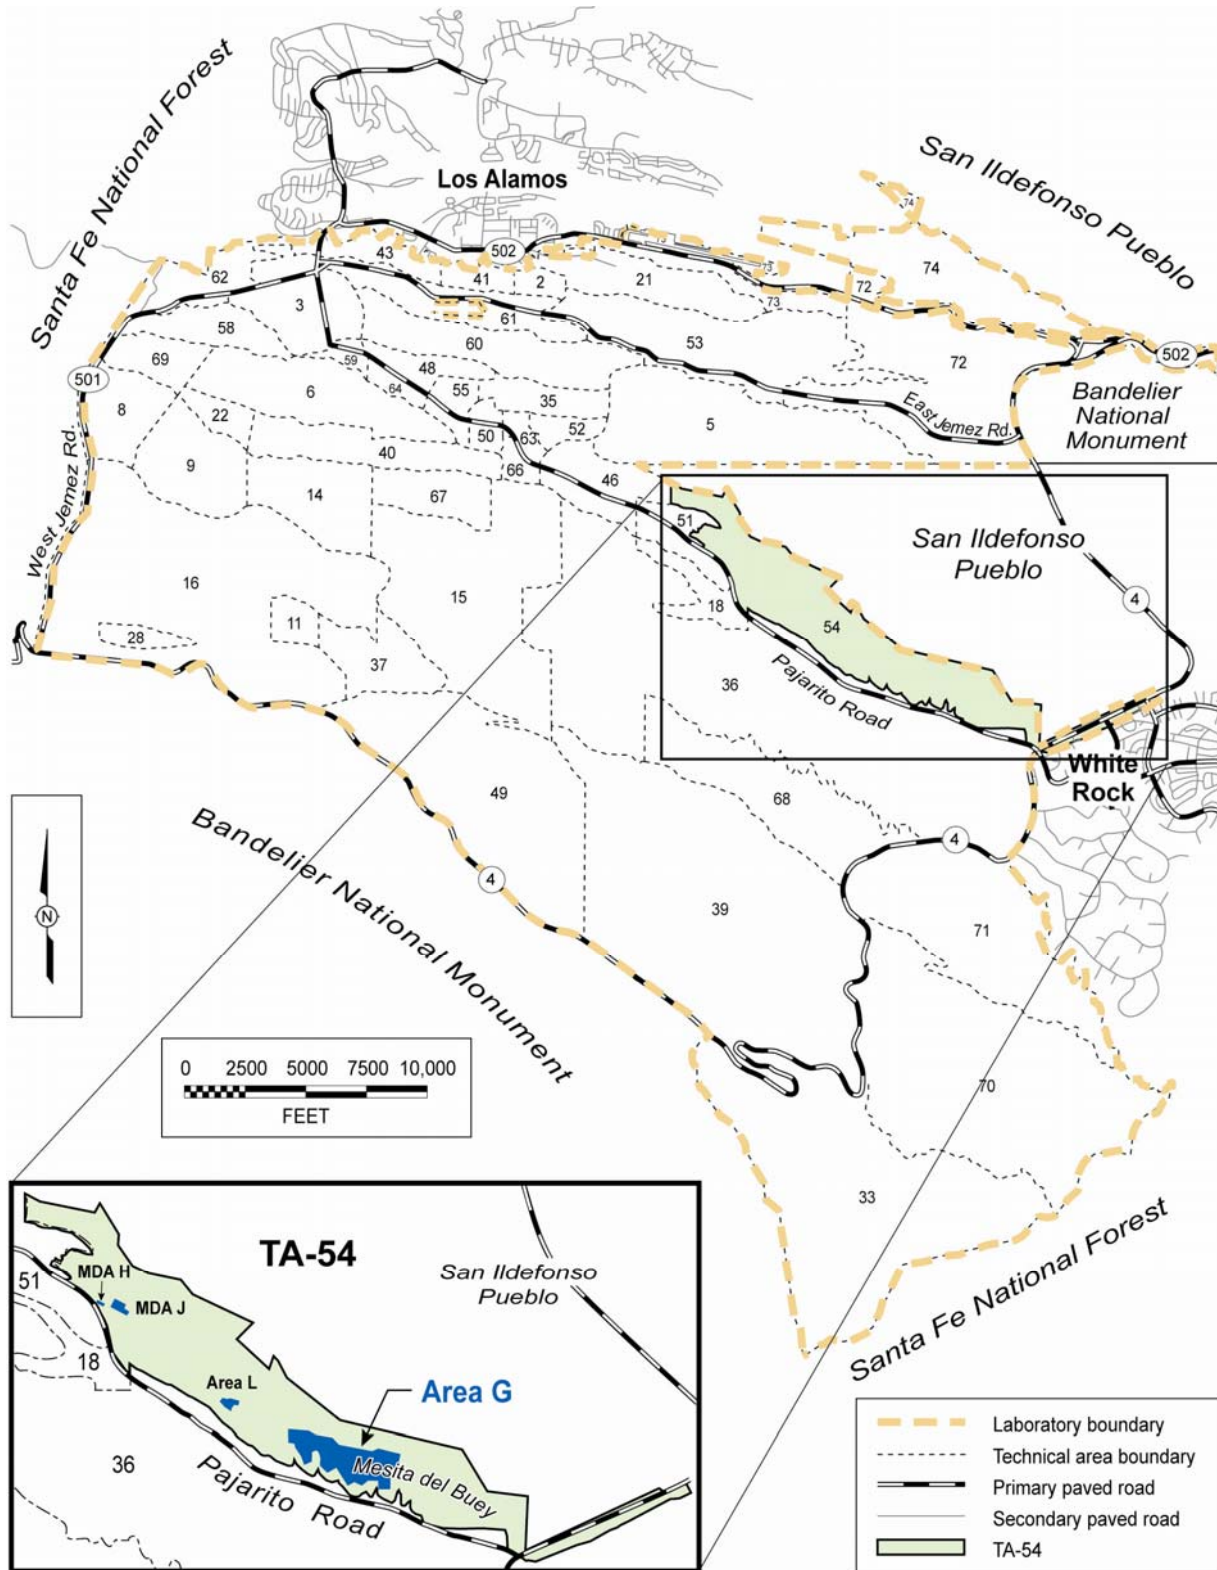 Santa Fe National Forest
Los Alamos
San Ildefonso Pueblo
74
74
43
502
62
41
2
21
73
72
73
3
61
58
60
53
72
502
59
69
48
501
6
64
55
35
Bandelier
National
Monument
8
22
East Jemez Rd.
5
50
63
52
40
West Jemez Rd.
9
66
14
67
46
51
San Ildefonso
Pueblo
16
15
18
4
11
54
28
37
36
Pajarito Road
White
Rock
49
68
4
Bandelier National Monument
4
39
71
N
0 2500 5000 7500 10,000
FEET
70
33
Santa Fe National Forest
TA-54
MDA H
51
MDA J
San Ildefonso
Pueblo
18
Area L
Area G
36
Mesita del Buey
Pajarito Road
Laboratory boundary
Technical area boundary
Primary paved road
Secondary paved road
TA-54